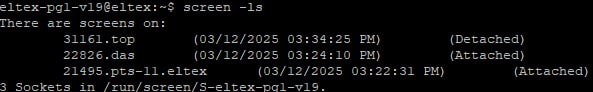 eltex-pg1-v19@eltex:~$ screen -ls
There are screens on:
31161.top (03/12/2025 03:34:25 PM) (Detached)
22826.das (03/12/2025 03:24:10 PM) (Attached)
21495.pts-11.eltex (03/12/2025 03:22:31 PM) (Attached)
3 Sockets in /run/screen/S-eltex-pg1-v19.